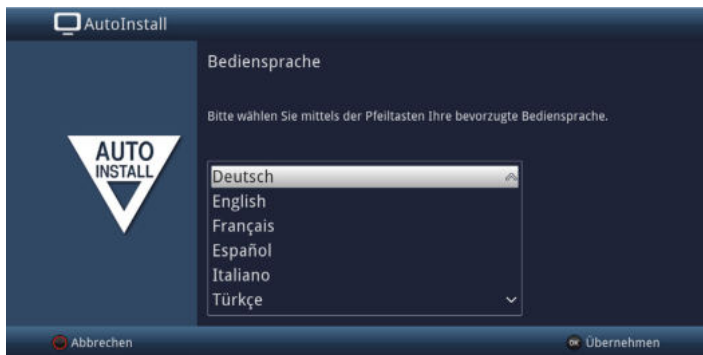 AutoInstall
Bediensprache
Bitte wählen Sie mittels der Pfeiltasten Ihre bevorzugte Bediensprache.
AUTO
INSTALL
Deutsch
English
Français
Español
Italiano
Türkçe
Abbrechen
OK Übernehmen